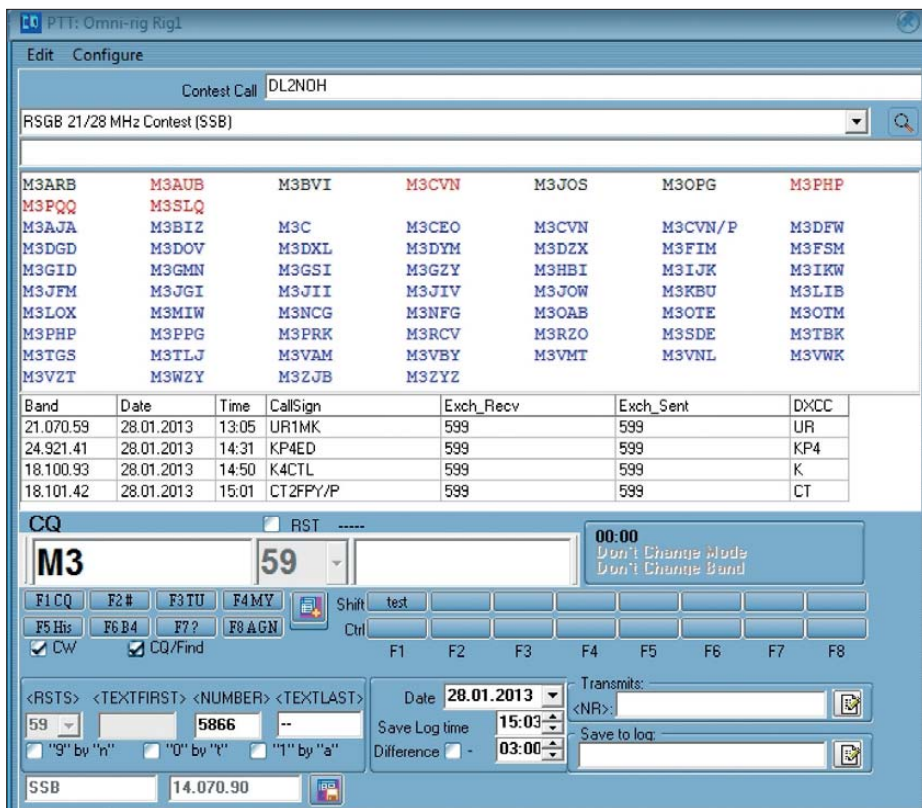 PTT: Omni-rig Rig1
Edit Configure
Contest Call DL2NOH
RSGB 21/28 MHz Contest (SSB)
M3ARB M3AUB M3BVI M3CVN M3JOS M3OPG M3PHP
M3PQQ M3SLQ
M3AJA M3BIZ M3C M3CEO M3CVN M3CVN/P M3DFW
M3DGD M3DOV M3DXL M3DYM M3DZX M3FIM M3FSM
M3GID M3GMN M3GSI M3GZY M3HBI M3IJK M3IKW
M3JFM M3JGI M3JII M3JIV M3JOW M3KBU M3LIB
M3LOX M3MIW M3NCG M3NFG M3OAB M3OTE M3OTM
M3PHP M3PPG M3PRK M3RCV M3RZO M3SDE M3TBK
M3TGS M3TLJ M3VAM M3VBY M3VMT M3VNL M3VWK
M3VZT M3WZY M3ZJB M3ZYZ
Band Date Time CallSign Exch_Recv Exch_Sent DXCC
21.070.59 28.01.2013 13:05 UR1MK 599 599 UR
24.921.41 28.01.2013 14:31 KP4ED 599 599 KP4
18.100.93 28.01.2013 14:50 K4CTL 599 599 K
18.101.42 28.01.2013 15:01 CT2FPY/P 599 599 CT
CQ RST -----
M3 59
00:00
Don't Change Mode
Don't Change Band
F1 CQ F2 # F3 TU F4 MY Shift test
F5 His F6 B4 F7 ? F8 AGN Ctrl
CW CQ/Find F1 F2 F3 F4 F5 F6 F7 F8
<RSTS> <TEXTFIRST> <NUMBER> <TEXTLAST>
59 5866 --
"9" by "n" "0" by "t" "1" by "a"
Date 28.01.2013
Save Log time 15:03
Difference - 03:00
Transmits:
<NR>:
Save to log:
SSB 14.070.90